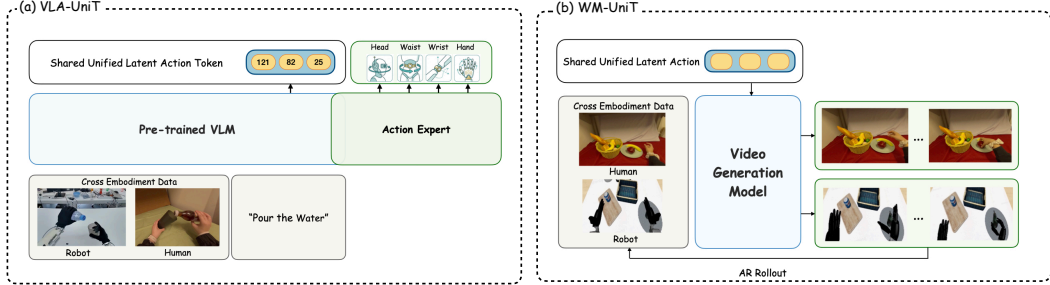 (a) VLA-UniT
Shared Unified Latent Action Token
121 82 25
Head Waist Wrist Hand
Pre-trained VLM
Action Expert
Cross Embodiment Data
Robot Human
"Pour the Water"
(b) WM-UniT
Shared Unified Latent Action
Cross Embodiment Data
Human
Robot
Video
Generation
Model
...
...
AR Rollout